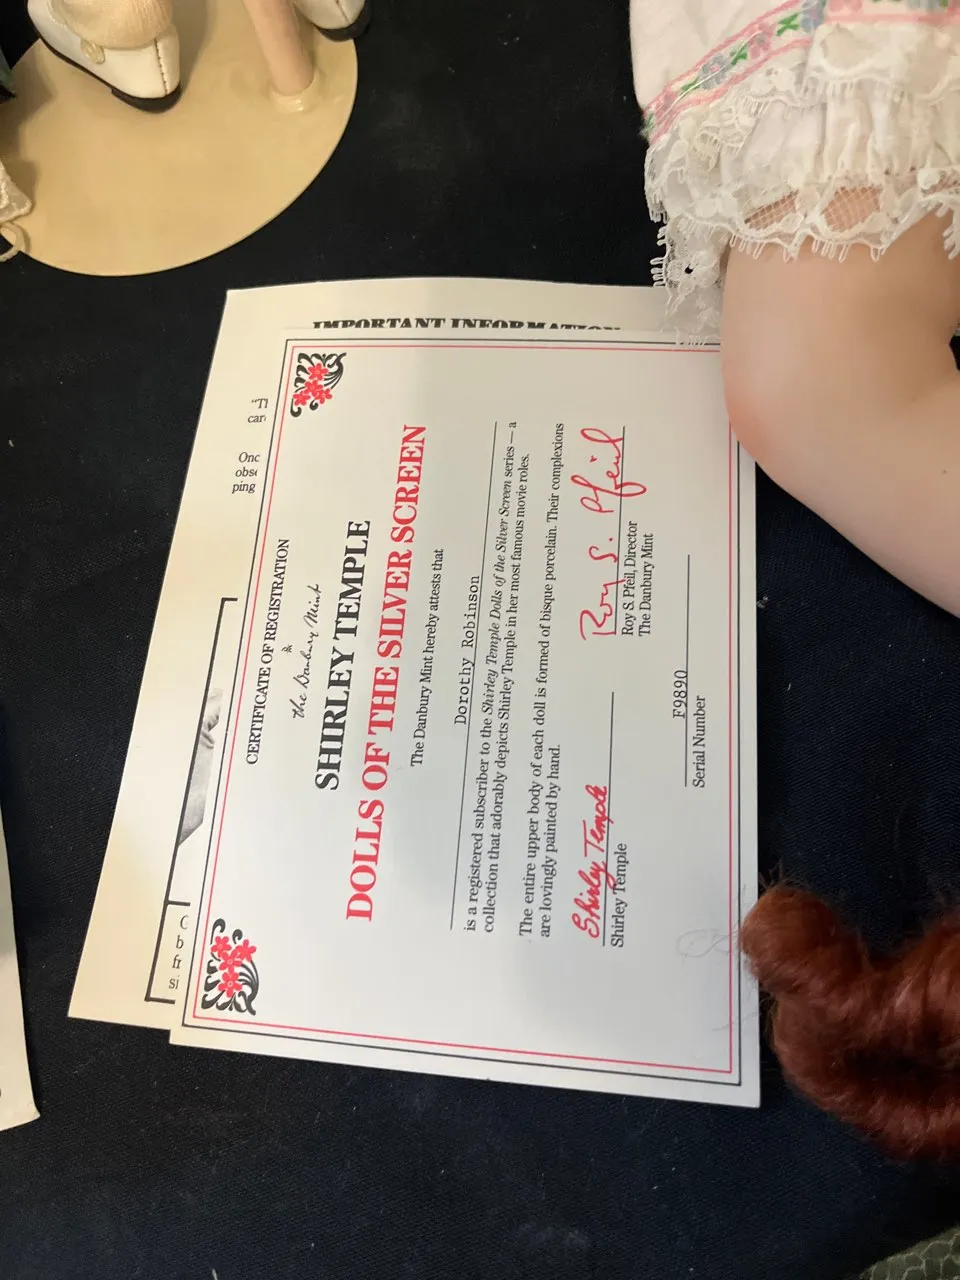 IMPORTANT INFORMATION
"Tl
can
Onc
obse
ping
C
b
fr
si
CERTIFICATE OF REGISTRATION
the Danbury Mint
SHIRLEY TEMPLE
DOLLS OF THE SILVER SCREEN
The Danbury Mint hereby attests that
Dorothy Robinson
is a registered subscriber to the Shirley Temple Dolls of the Silver Screen series — a
collection that adorably depicts Shirley Temple in her most famous movie roles.
The entire upper body of each doll is formed of bisque porcelain. Their complexions
are lovingly painted by hand.
Shirley Temple
Shirley Temple
Roy S. Pfeil
Roy S. Pfeil, Director
The Danbury Mint
F9890
Serial Number